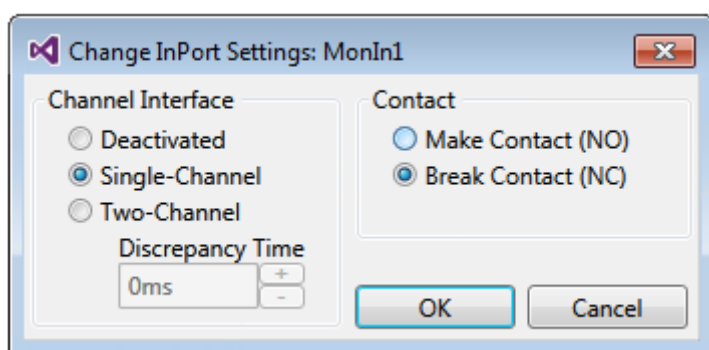 Change InPort Settings: MonIn1
Channel Interface
Deactivated
Single-Channel
Two-Channel
Discrepancy Time
0ms
+
-
Contact
Make Contact (NO)
Break Contact (NC)
OK
Cancel